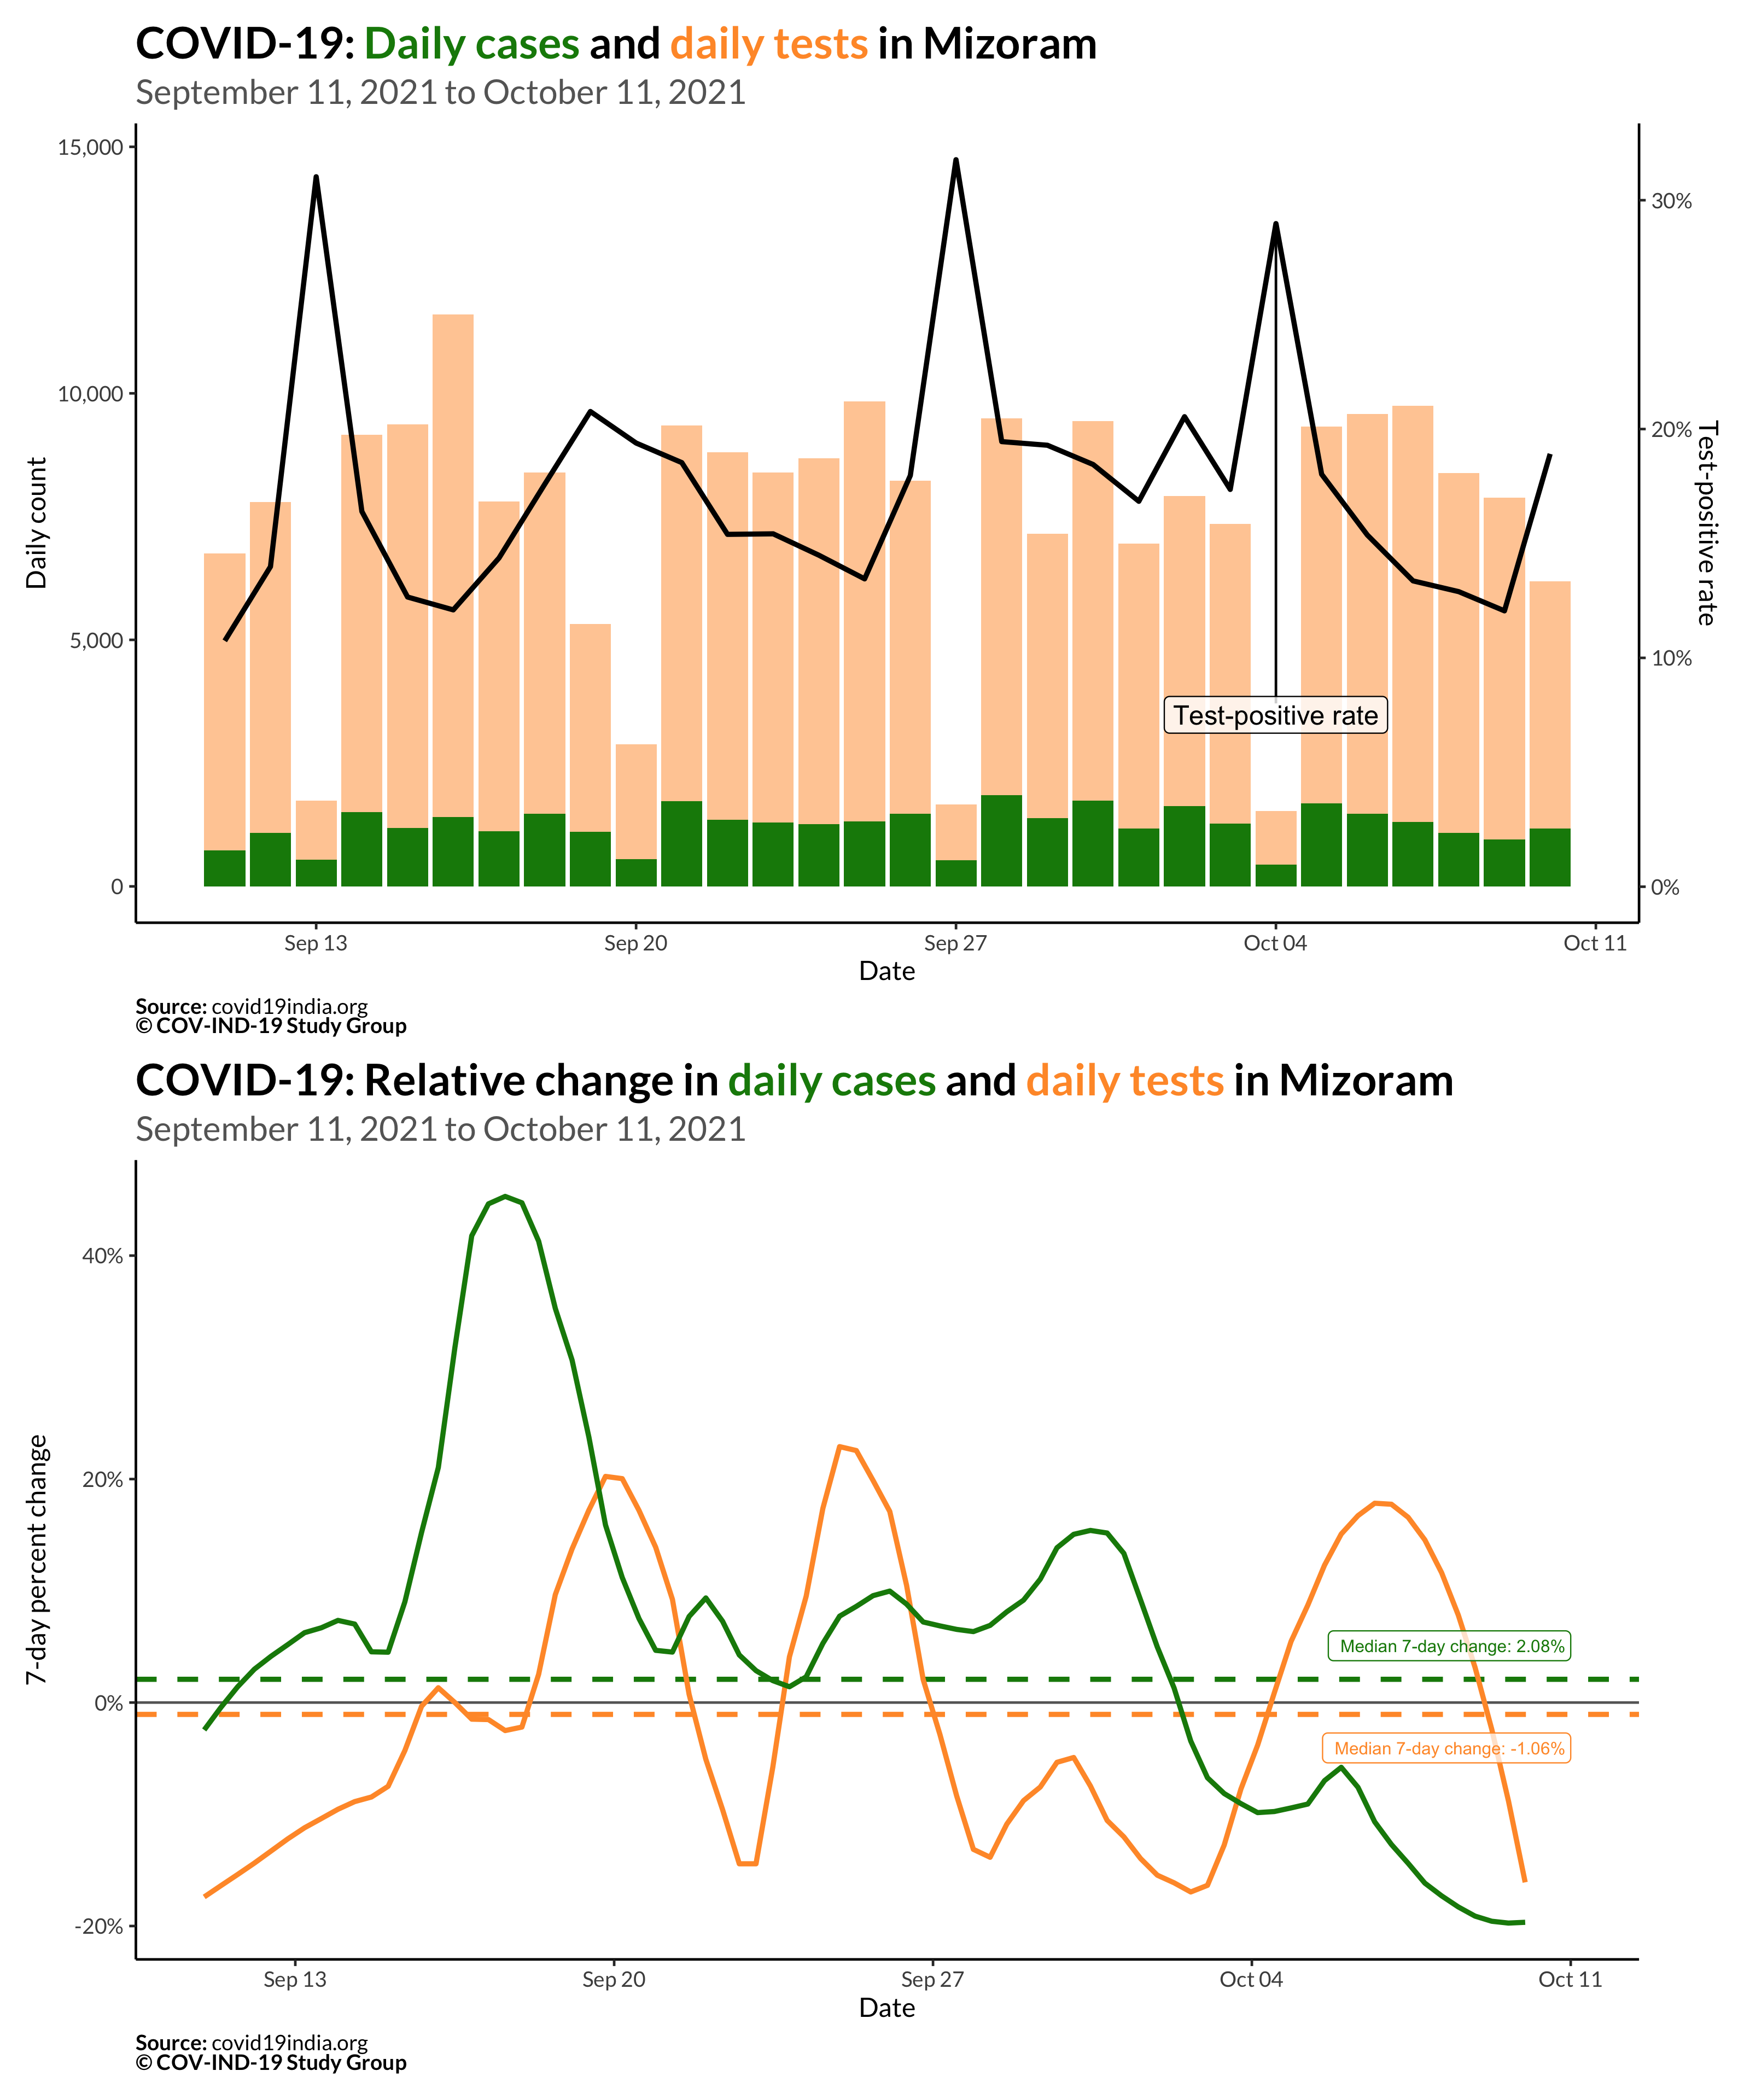 COVID-19: Daily cases and daily tests in Mizoram
September 11, 2021 to October 11, 2021
15,000
10,000
5,000
0
Daily count
30%
20%
10%
0%
Test-positive rate
Test-positive rate
Sep 13
Sep 20
Sep 27
Oct 04
Oct 11
Date
Source: covid19india.org
© COV-IND-19 Study Group
COVID-19: Relative change in daily cases and daily tests in Mizoram
September 11, 2021 to October 11, 2021
40%
20%
0%
-20%
7-day percent change
Median 7-day change: 2.08%
Median 7-day change: -1.06%
Sep 13
Sep 20
Sep 27
Oct 04
Oct 11
Date
Source: covid19india.org
© COV-IND-19 Study Group